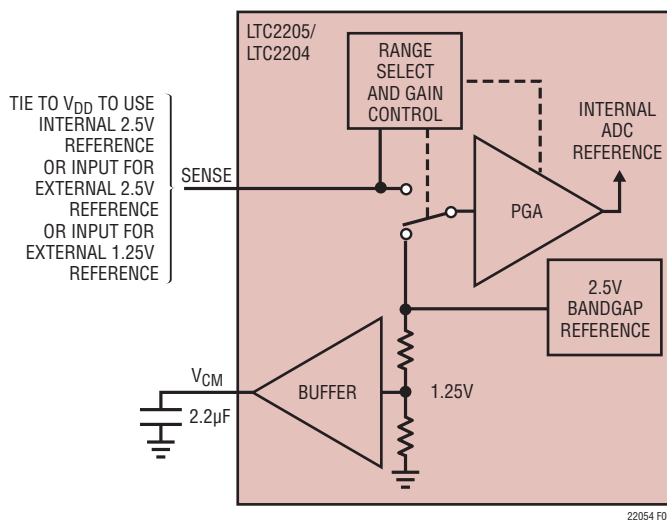 LTC2205/
LTC2204
RANGE
SELECT
AND GAIN
CONTROL
TIE TO VDD TO USE
INTERNAL 2.5V
REFERENCE
OR INPUT FOR
EXTERNAL 2.5V
REFERENCE
OR INPUT FOR
EXTERNAL 1.25V
REFERENCE
SENSE
INTERNAL
ADC
REFERENCE
PGA
2.5V
BANDGAP
REFERENCE
VCM
BUFFER
1.25V
2.2µF
22054 F0